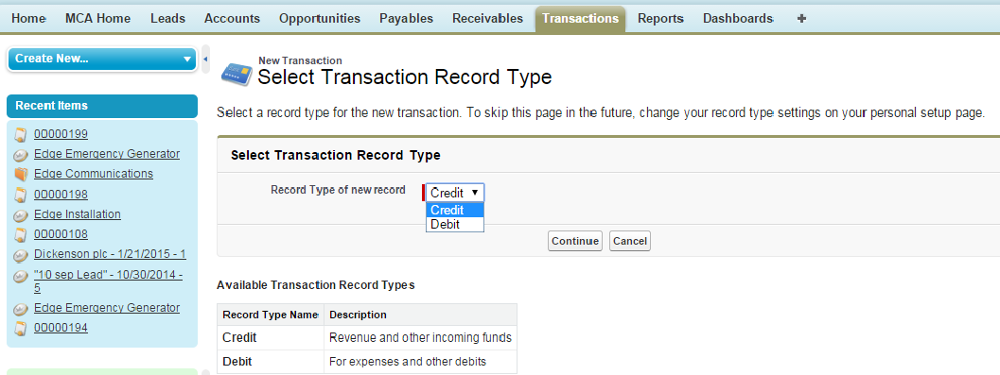 Home MCA Home Leads Accounts Opportunities Payables Receivables Transactions Reports Dashboards +
Create New...
Recent Items
00000199
Edge Emergency Generator
Edge Communications
00000198
Edge Installation
00000108
Dickenson plc - 1/21/2015 - 1
"10 sep Lead" - 10/30/2014 -
5
Edge Emergency Generator
00000194
New Transaction
Select Transaction Record Type
Select a record type for the new transaction. To skip this page in the future, change your record type settings on your personal setup page.
Select Transaction Record Type
Record Type of new record Credit
Credit
Debit
Continue Cancel
Available Transaction Record Types
Record Type Name Description
Credit Revenue and other incoming funds
Debit For expenses and other debits